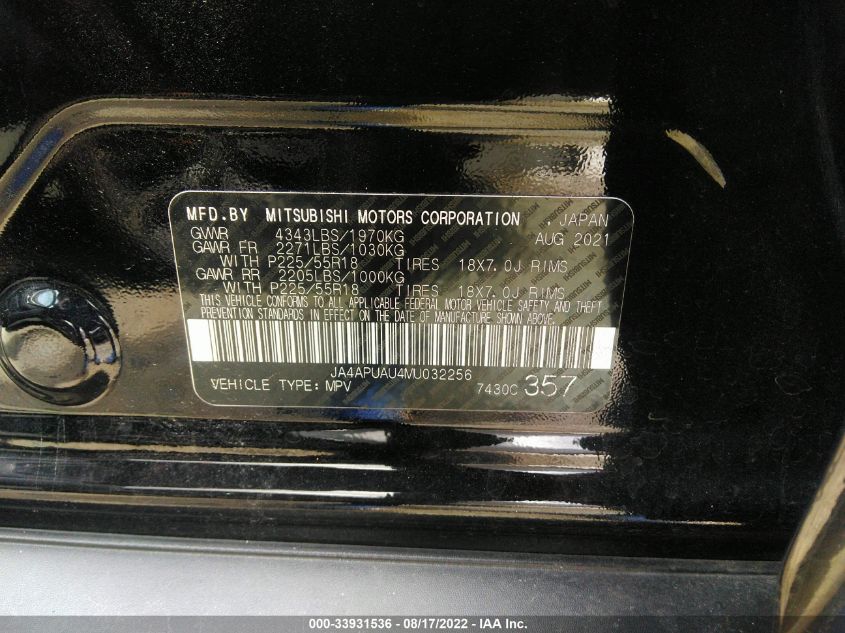 MFD.BY MITSUBISHI MOTORS CORPORATION , JAPAN
GVWR 4343LBS/1970KG AUG 2021
GAWR FR 2271LBS/1030KG
WITH P225/55R18 TIRES 18X7.0J RIMS
GAWR RR 2205LBS/1000KG
WITH P225/55R18 TIRES 18X7.0J RIMS
THIS VEHICLE CONFORMS TO ALL APPLICABLE FEDERAL MOTOR VEHICLE SAFETY AND THEFT
PREVENTION STANDARDS IN EFFECT ON THE DATE OF MANUFACTURE SHOWN ABOVE.
JA4APUAU4MU032256
VEHICLE TYPE:MPV 7430C 357
000-33931536 - 08/17/2022 - IAA Inc.